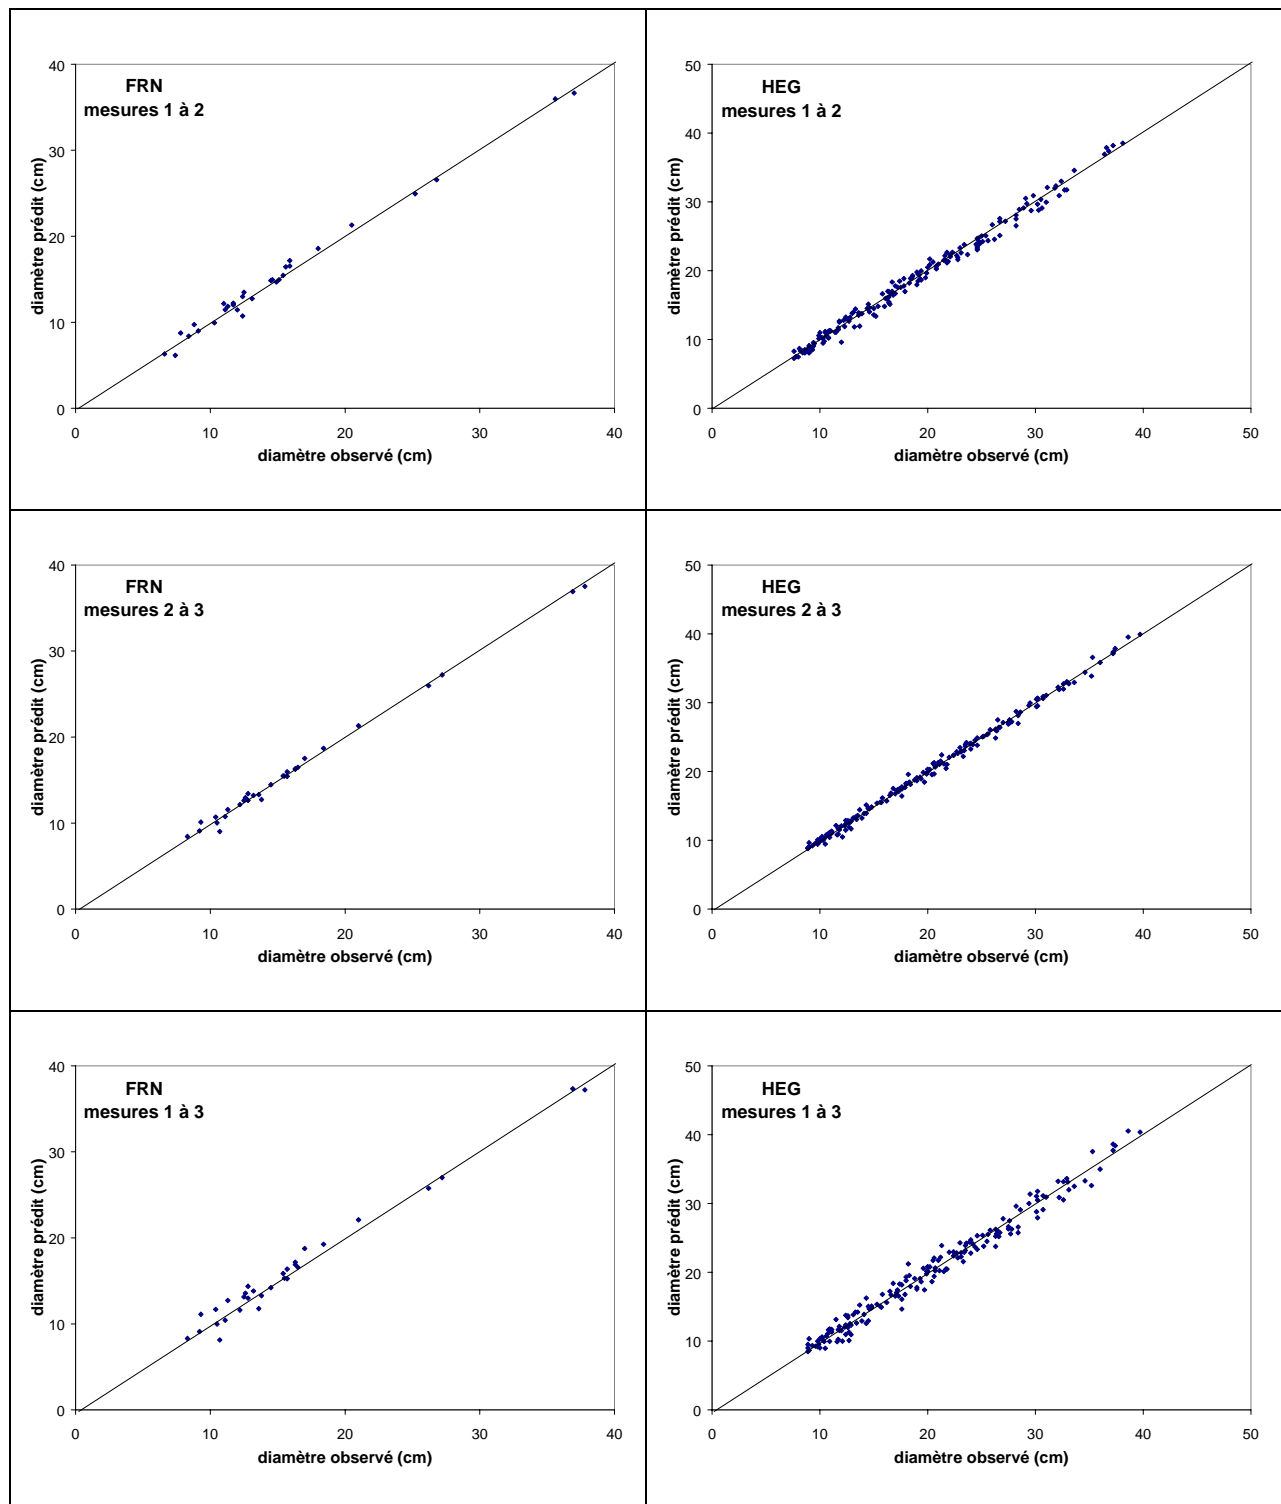 FRN
mesures 1 à 2
diamètre prédit (cm)
40
30
20
10
0
0 10 20 30 40
diamètre observé (cm)
HEG
mesures 1 à 2
diamètre prédit (cm)
50
40
30
20
10
0
0 10 20 30 40 50
diamètre observé (cm)
FRN
mesures 2 à 3
diamètre prédit (cm)
40
30
20
10
0
0 10 20 30 40
diamètre observé (cm)
HEG
mesures 2 à 3
diamètre prédit (cm)
50
40
30
20
10
0
0 10 20 30 40 50
diamètre observé (cm)
FRN
mesures 1 à 3
diamètre prédit (cm)
40
30
20
10
0
0 10 20 30 40
diamètre observé (cm)
HEG
mesures 1 à 3
diamètre prédit (cm)
50
40
30
20
10
0
0 10 20 30 40 50
diamètre observé (cm)